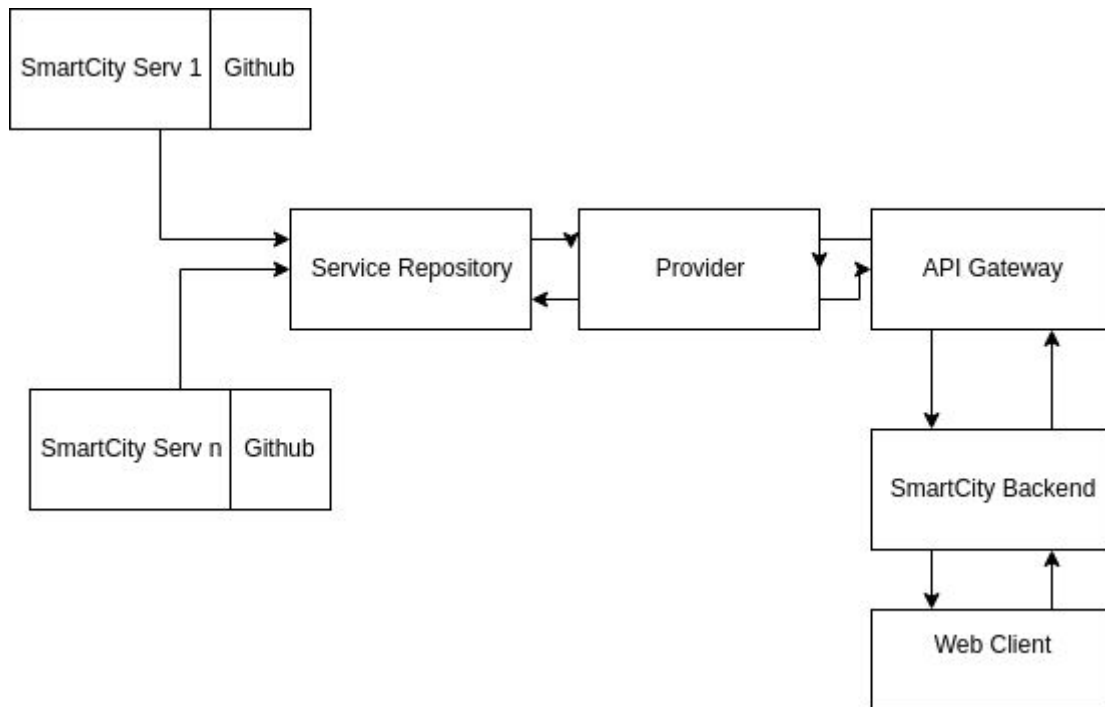 SmartCity Serv 1
Github
Service Repository
Provider
API Gateway
SmartCity Serv n
Github
SmartCity Backend
Web Client